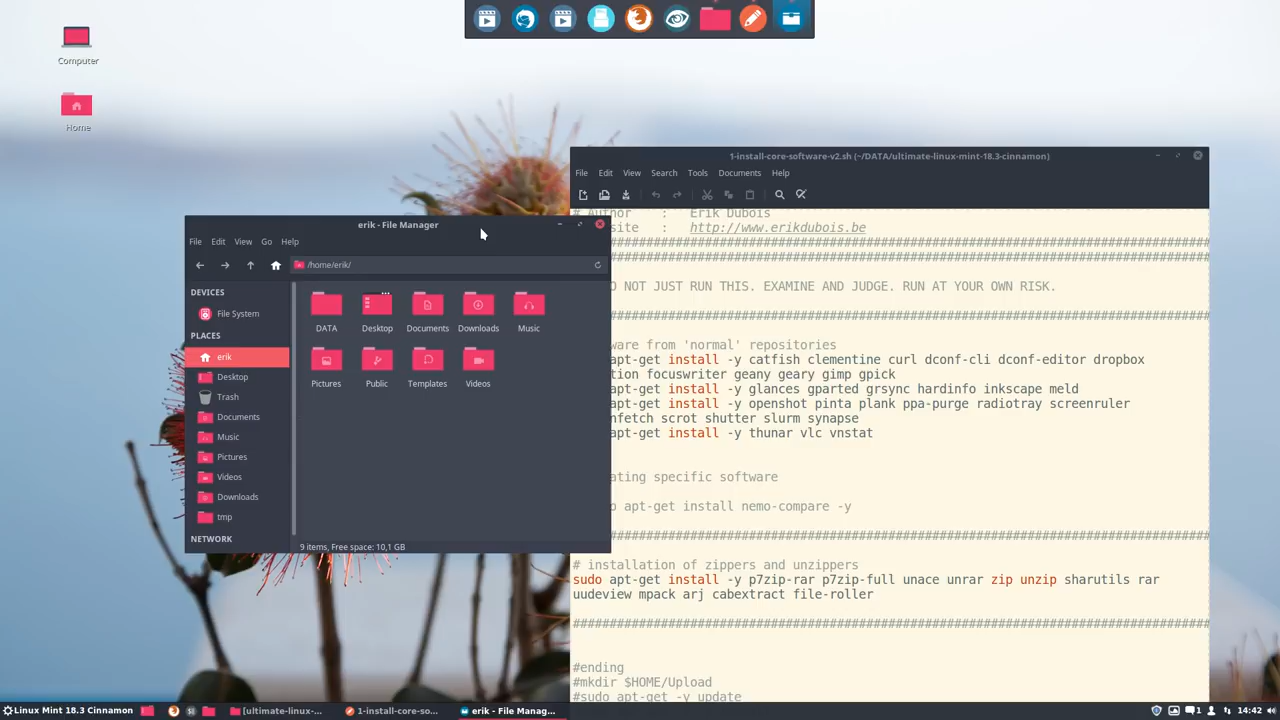 Computer
Home
1-install-core-software-v2.sh (~/DATA/ultimate-linux-mint-18.3-cinnamon)
File Edit View Search Tools Documents Help
# Author : Erik Dubois
site : http://www.erikdubois.be
NOT JUST RUN THIS. EXAMINE AND JUDGE. RUN AT YOUR OWN RISK.
from 'normal' repositories
apt-get install -y catfish clementine curl dconf-cli dconf-editor dropbox
focuswriter geany geary gimp gpick
apt-get install -y glances gparted grsync hardinfo inkscape meld
apt-get install -y openshot pinta plank ppa-purge radiotray screenruler
scrot shutter slurm synapse
apt-get install -y thunar vlc vnstat
specific software
apt-get install nemo-compare -y
# installation of zippers and unzippers
sudo apt-get install -y p7zip-rar p7zip-full unace unrar zip unzip sharutils rar
uudeview mpack arj cabextract file-roller
#ending
#mkdir $HOME/Upload
#sudo apt-get -y update
erik - File Manager
File Edit View Go Help
/home/erik/
DEVICES
File System
PLACES
erik
Desktop
Trash
Documents
Music
Pictures
Videos
Downloads
tmp
NETWORK
DATA Desktop Documents Downloads Music
Pictures Public Templates Videos
9 items, Free space: 10,1 GB
Linux Mint 18.3 Cinnamon [ultimate-linux-... 1-install-core-so... erik - File Manag... 1 14:42